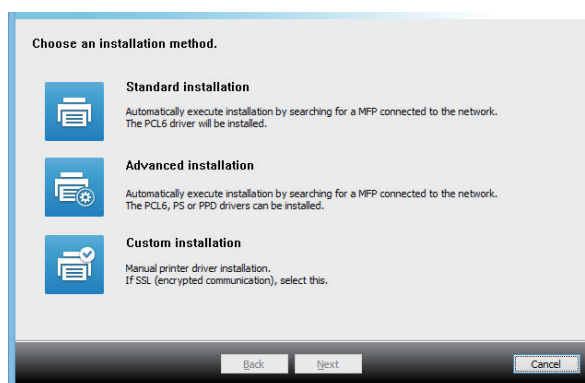 Choose an installation method.
Standard installation
Automatically execute installation by searching for a MFP connected to the network.
The PCL6 driver will be installed.
Advanced installation
Automatically execute installation by searching for a MFP connected to the network.
The PCL6, PS or PPD drivers can be installed.
Custom installation
Manual printer driver installation.
If SSL (encrypted communication), select this.
Back Next Cancel